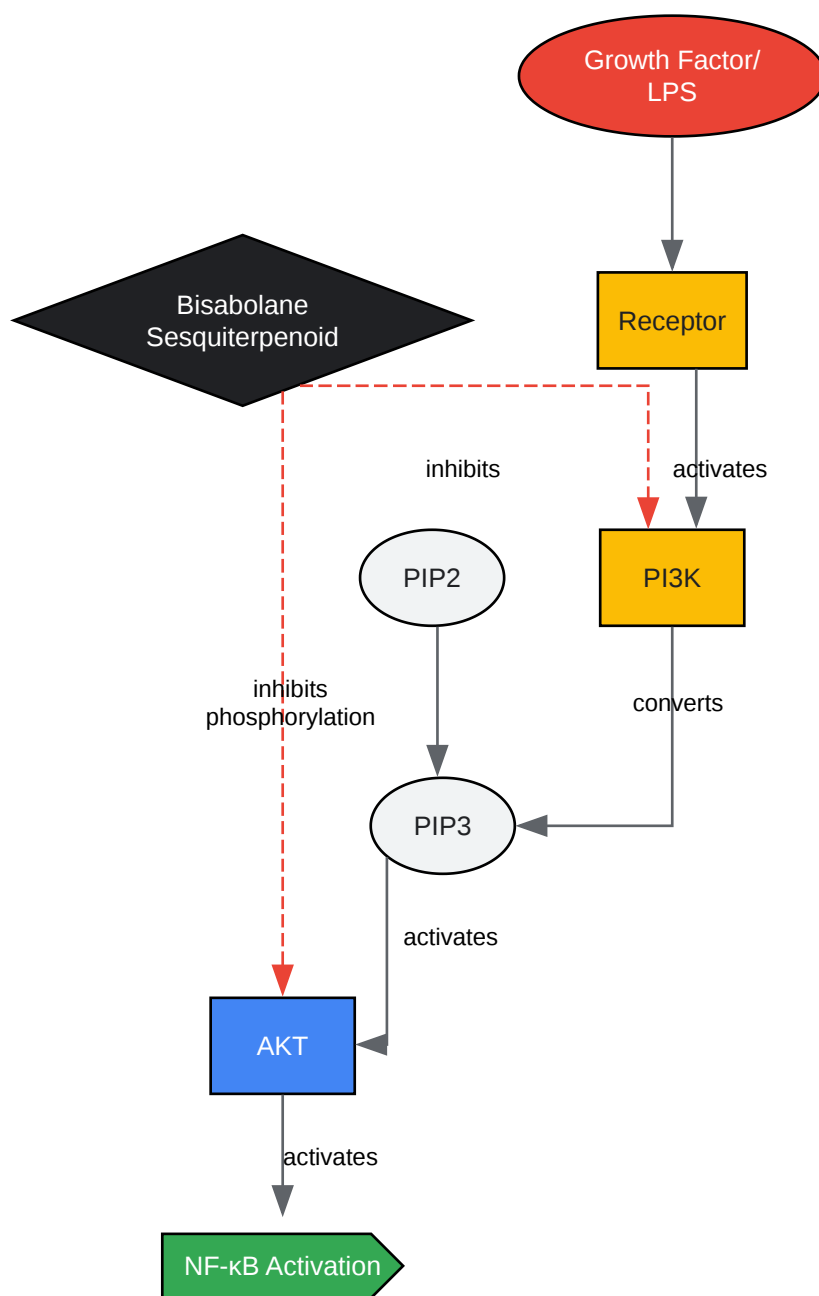 Growth Factor/
LPS
Bisabolane
Sesquiterpenoid
Receptor
inhibits
activates
PIP2
PI3K
inhibits
phosphorylation
converts
PIP3
activates
AKT
activates
NF-κB Activation